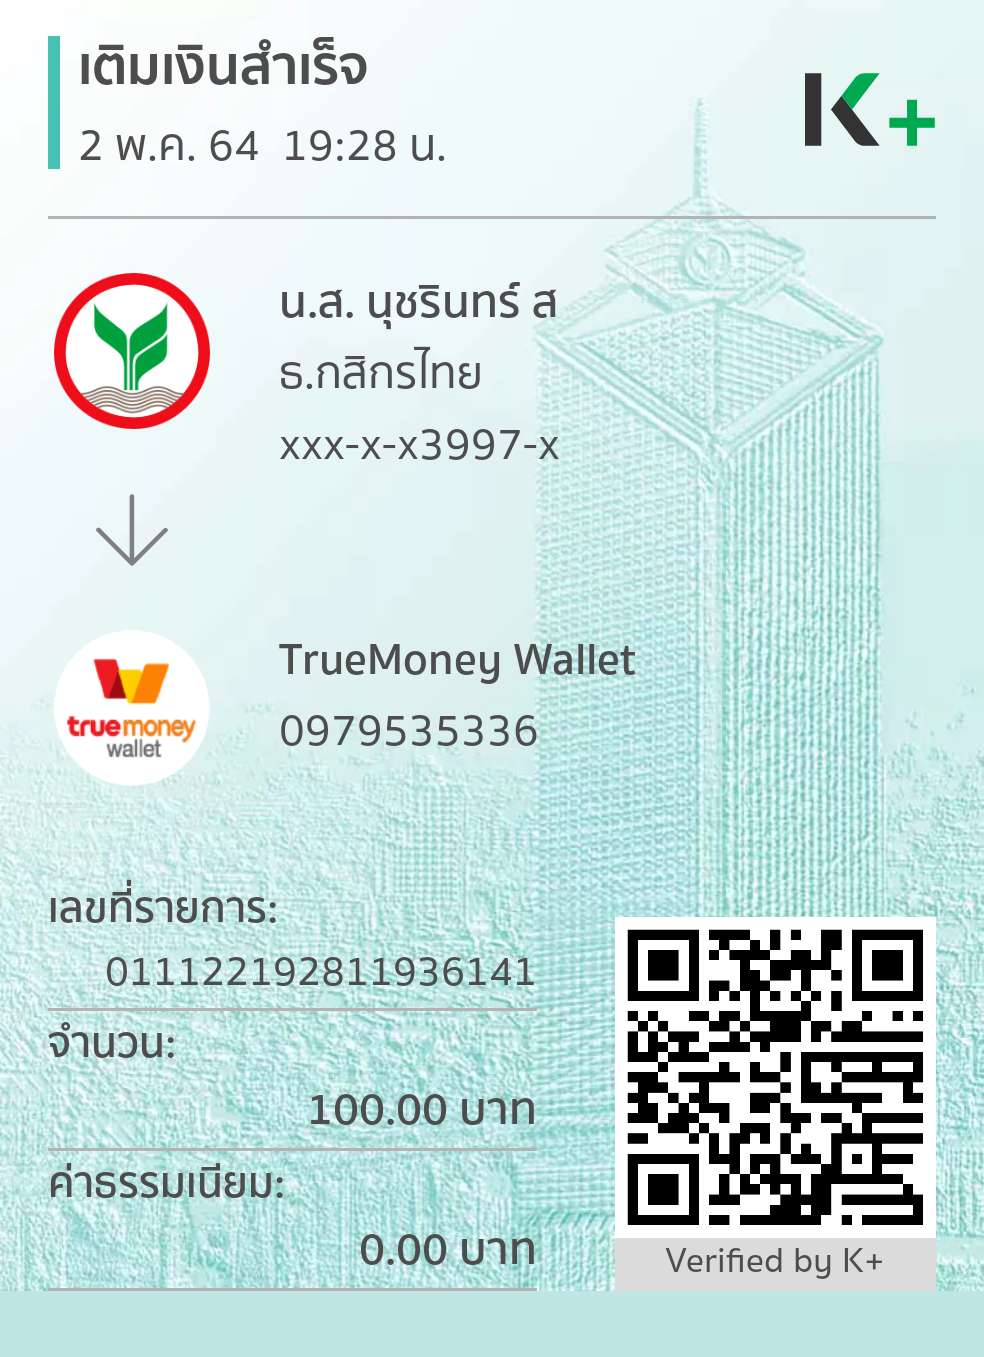 เติมเงินสำเร็จ
2 พ.ค. 64 19:28 น.
K+
น.ส. นุชรินทร์ ส
ธ.กสิกรไทย
xxx-x-x3997-x
TrueMoney Wallet
0979535336
truemoney
wallet
เลขที่รายการ:
011122192811936141
จำนวน:
100.00 บาท
ค่าธรรมเนียม:
0.00 บาท
Verified by K+